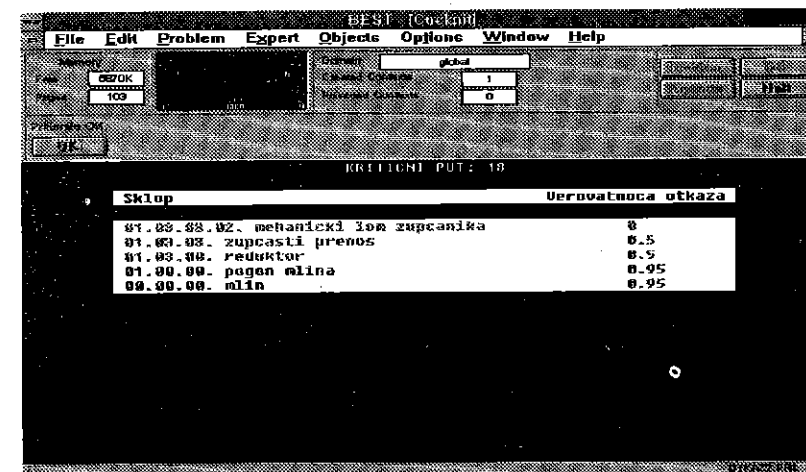 BEST - [Cockpit]
File Edit Problem Expert Objects Options Window Help
Memory
Free 6870K
Pages 103
Domain global
1
0
OK
KRITICNI PUT: 18
Sklop Verovatnoca otkaza
01.03.03.02. mehanicki lom zupcanika 0
01.03.03. zupcasti prenos 0.5
01.03.00. reduktor 0.5
01.00.00. pogon mlina 0.95
00.00.00. mlin 0.95